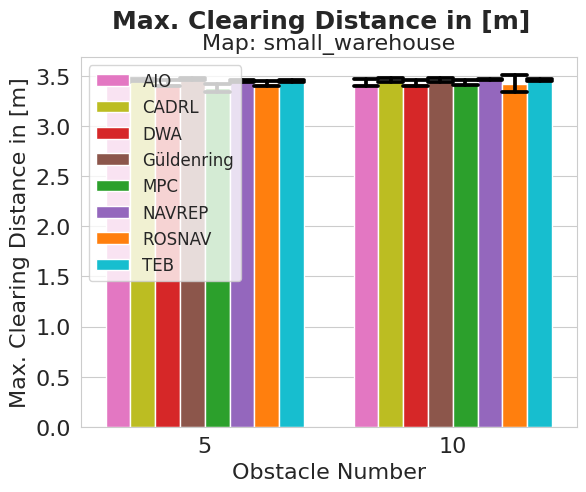 Max. Clearing Distance in [m]
Map: small_warehouse
Max. Clearing Distance in [m]
3.5
3.0
2.5
2.0
1.5
1.0
0.5
0.0
AIO
CADRL
DWA
Güldenring
MPC
NAVREP
ROSNAV
TEB
5
10
Obstacle Number